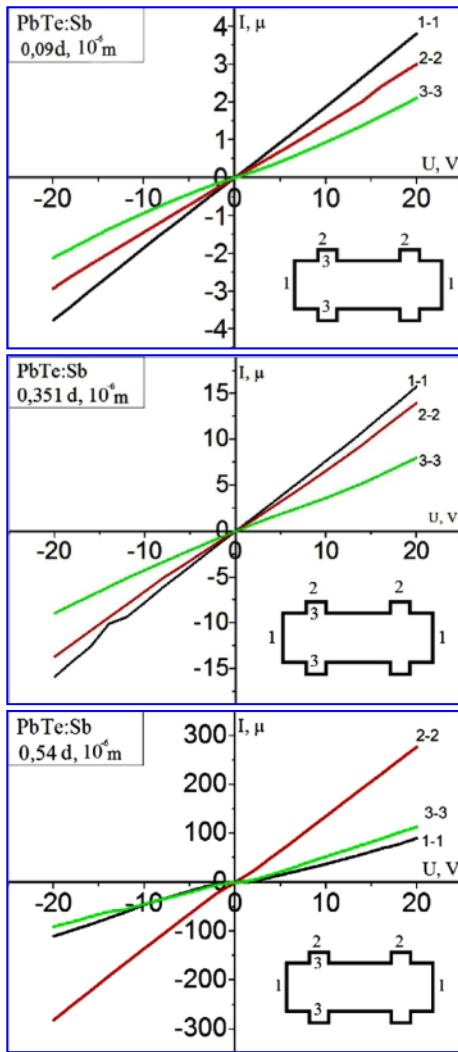 PbTe:Sb
0,09d, 10⁻⁶m
I, μ
4
3
2
1
0
-1
-2
-3
-4
-20 -10 0 10 20
U, V
1-1
2-2
3-3
2 2
3
1 1
3
PbTe:Sb
0,351 d, 10⁻⁶m
I, μ
15
10
5
0
-5
-10
-15
-20 -10 0 10 20
U, V
1-1
2-2
3-3
2 2
3
1 1
3
PbTe:Sb
0,54 d, 10⁻⁶m
I, μ
300
200
100
0
-100
-200
-300
-20 -10 0 10 20
U, V
2-2
3-3
1-1
2 2
3
1 1
3